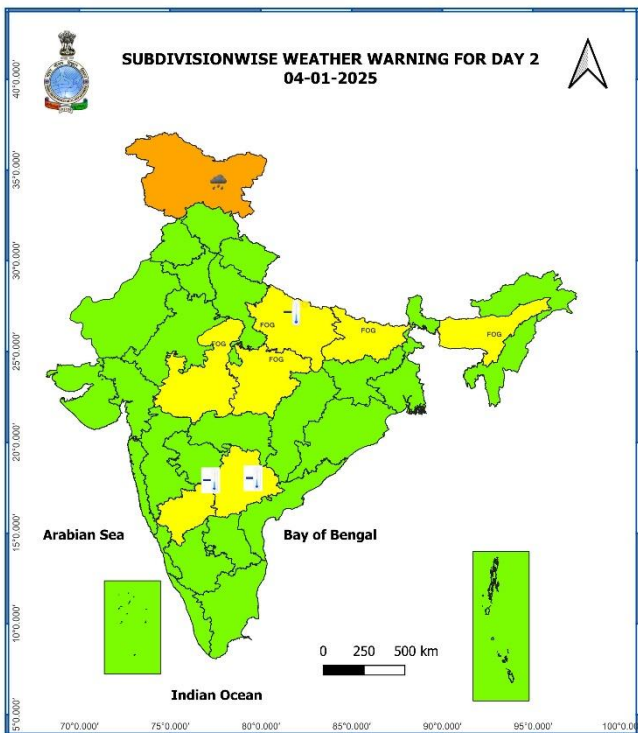 SUBDIVISIONWISE WEATHER WARNING FOR DAY 2
04-01-2025
40°0.000'
35°0.000'
30°0.000'
25°0.000'
20°0.000'
15°0.000'
10°0.000'
5°0.000'
FOG
FOG
FOG
FOG
FOG
Arabian Sea
Bay of Bengal
0 250 500 km
Indian Ocean
70°0.000' 75°0.000' 80°0.000' 85°0.000' 90°0.000' 95°0.000' 100°0.000'